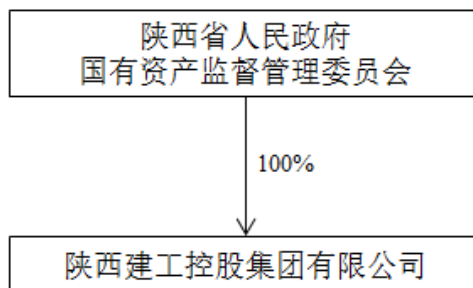 陕西省人民政府
国有资产监督管理委员会
100%
陕西建工控股集团有限公司